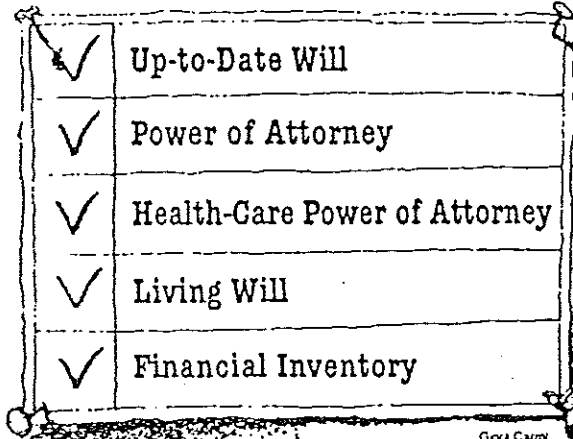 Up-to-Date Will
Power of Attorney
Health-Care Power of Attorney
Living Will
Financial Inventory